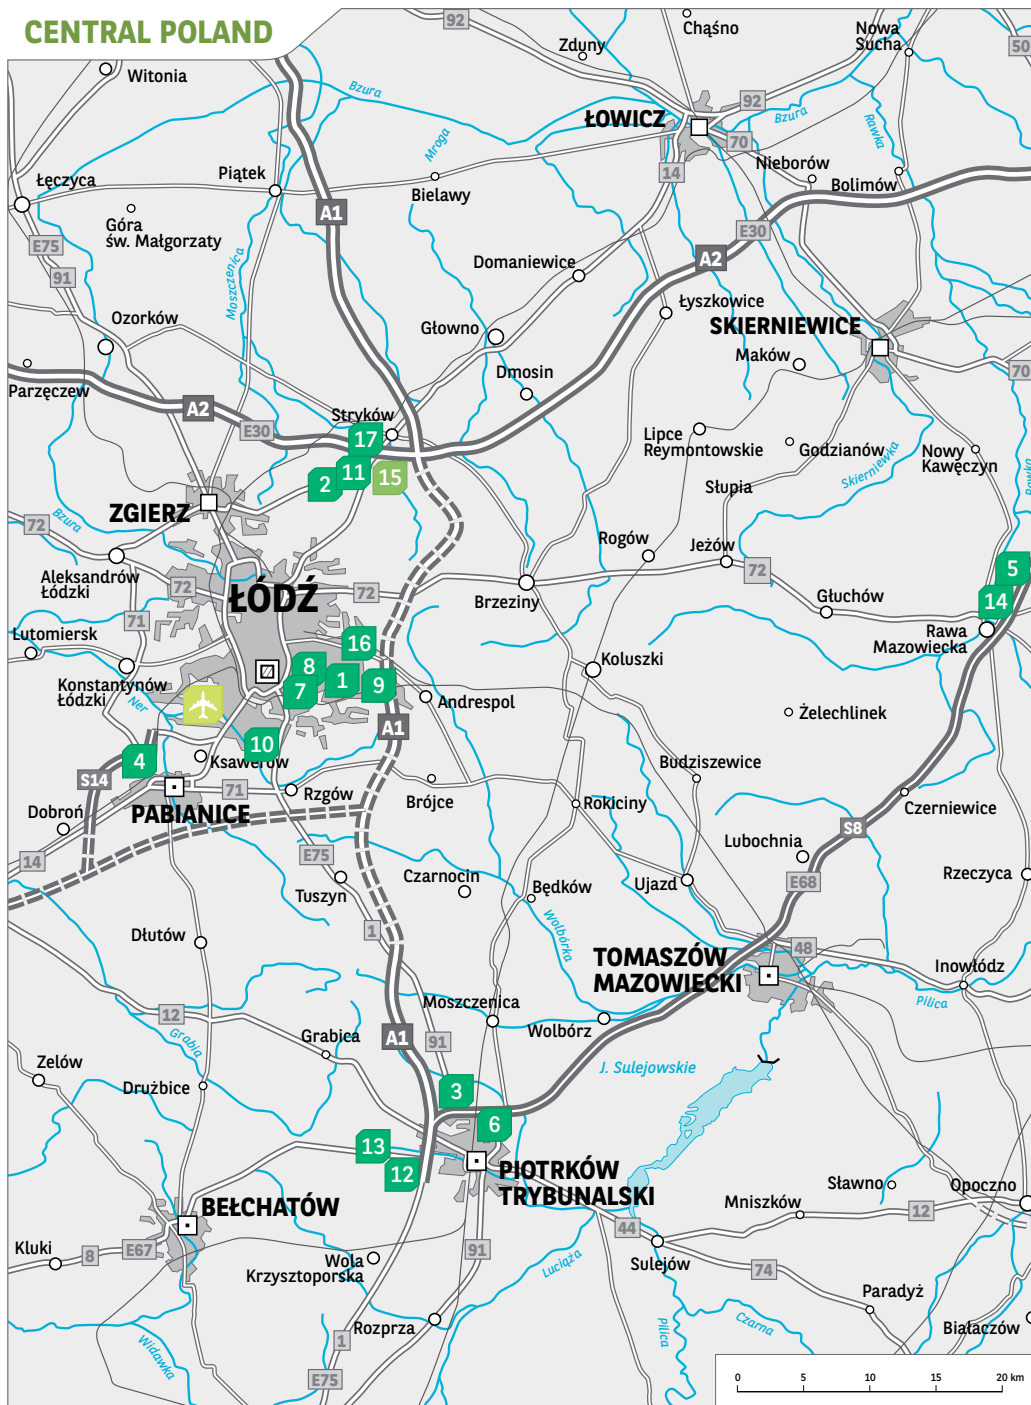 CENTRAL POLAND
92
Chąśno
Nowa
Sucha
Zduny
50
Witonia
Bzura
92
ŁOWICZ
Bzura
Mroga
70
Rawka
Łęczyca
Piątek
14
Nieborów
Bielawy
Bolimów
A1
Góra
św. Małgorzaty
E75
E30
91
Moszczenica
Domaniewice
A2
Łyszkowice
Ozorków
Głowno
SKIERNIEWICE
Maków
Parzęczew
Dmosin
70
A2
Stryków
E30
17
Lipce
Reymontowskie
Godzianów
Nowy
Kawęczyn
11
15
2
Skierniewka
Rawka
Słupia
ZGIERZ
Bzura
72
Rogów
Jeżów
Aleksandrów
Łódzki
72
ŁÓDŹ
72
72
5
Brzeziny
Głuchów
14
71
Lutomiersk
16
Rawa
Mazowiecka
Koluszki
8
1
9
Konstantynów
Łódzki
7
Andrespol
Ner
Żelechlinek
A1
10
4
Ksawerów
Budziszewice
S14
71
Rzgów
Brójce
Rokiciny
Czerniewice
Dobroń
PABIANICE
S8
Lubochnia
14
E75
Rzeczyca
Czarnocin
Będków
Ujazd
E68
Tuszyn
Wolbórka
Dłutów
1
TOMASZÓW
MAZOWIECKI
48
Inowłódz
Moszczenica
Pilica
12
Wolbórz
Grabia
Grabica
A1
91
Zelów
J. Sulejowskie
Drużbice
3
6
13
12
PIOTRKÓW
TRYBUNALSKI
Sławno
Opoczno
BEŁCHATÓW
Mniszków
12
44
Kluki
8
E67
91
Sulejów
Wola
Krzysztoporska
Luciąża
74
Paradyż
Rozprza
Czarna
Białaczów
Widawka
1
Pilica
E75
0 5 10 15 20 km